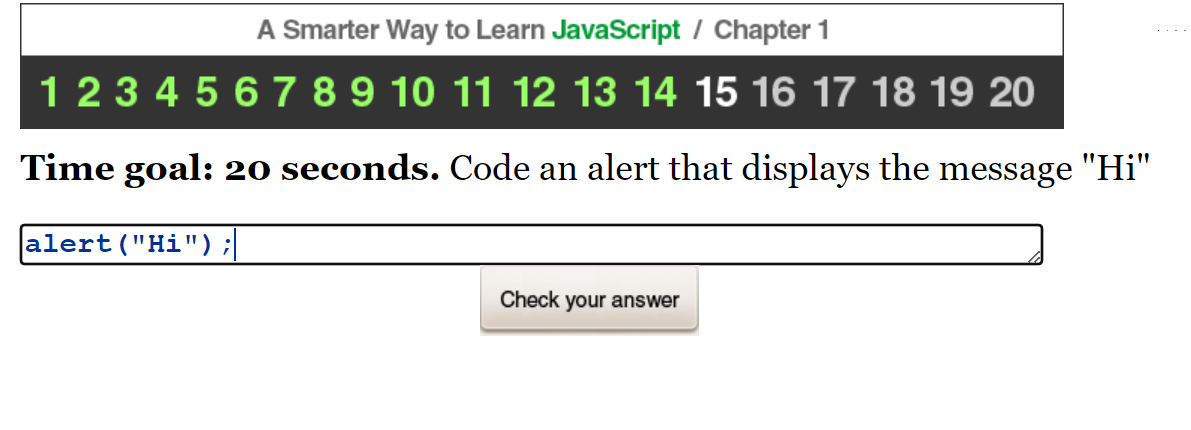 A Smarter Way to Learn JavaScript / Chapter 1
1 2 3 4 5 6 7 8 9 10 11 12 13 14 15 16 17 18 19 20
Time goal: 20 seconds. Code an alert that displays the message "Hi"
alert("Hi");
Check your answer